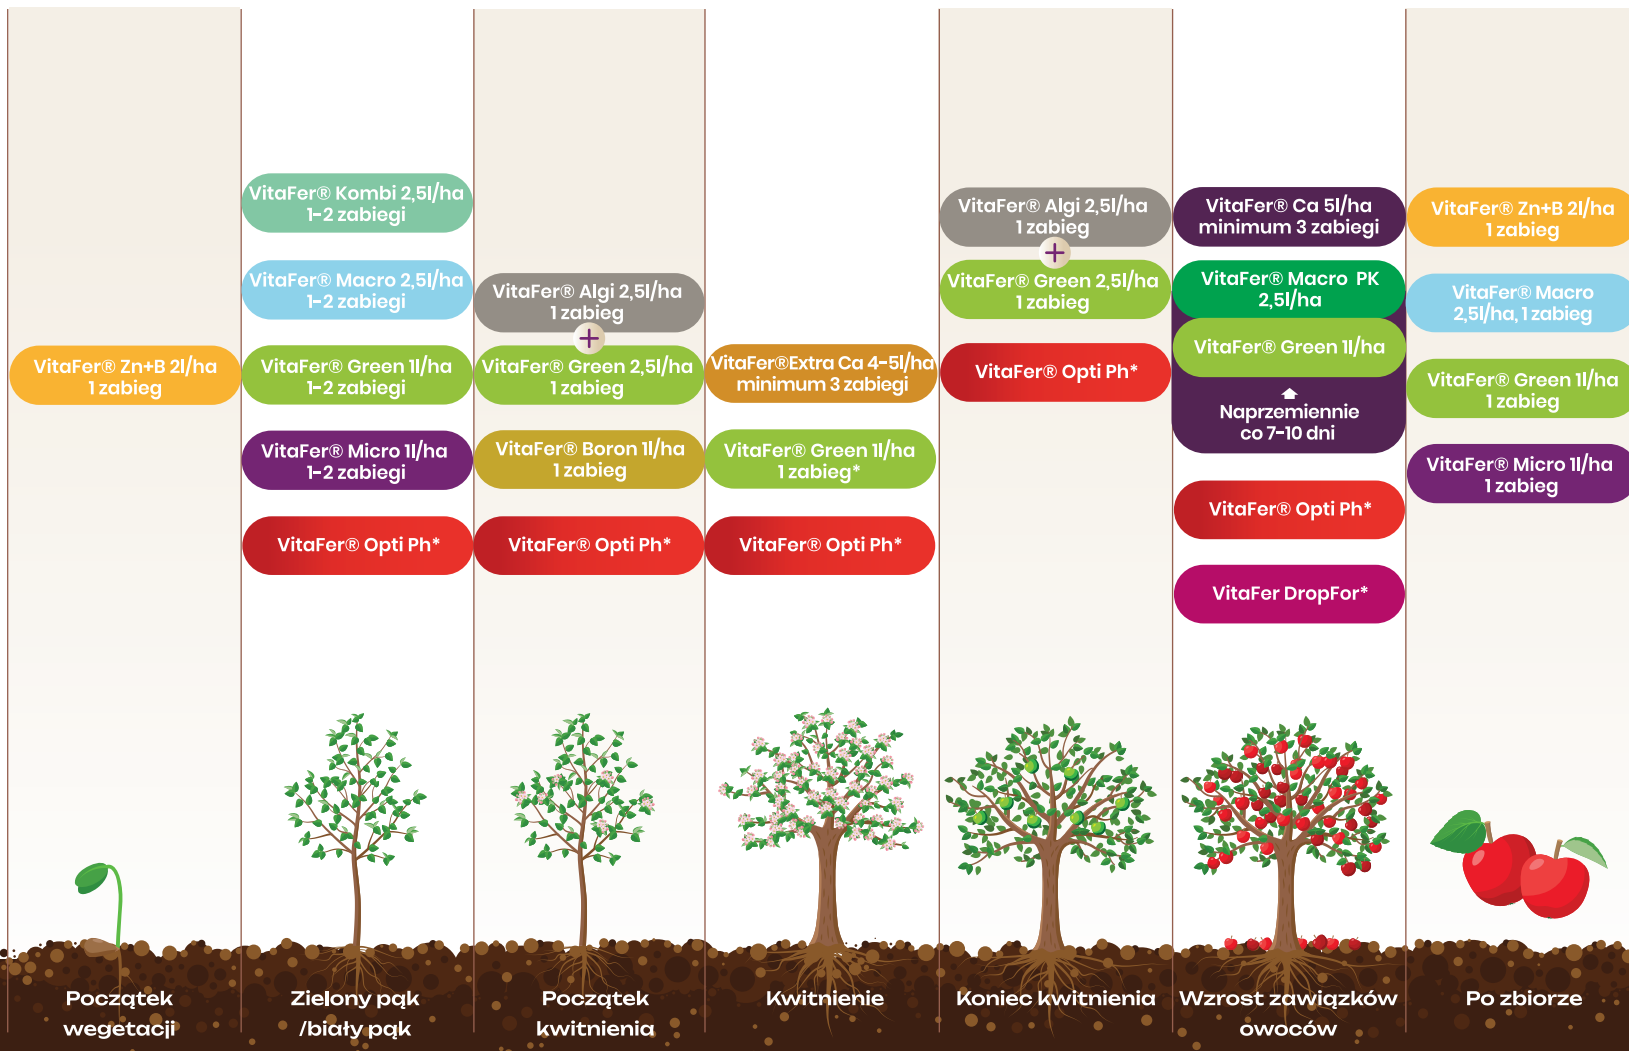 VitaFer® Zn+B 2l/ha
1 zabieg
Początek
wegetacji
VitaFer® Kombi 2,5l/ha
1-2 zabiegi
VitaFer® Macro 2,5l/ha
1-2 zabiegi
VitaFer® Green 1l/ha
1-2 zabiegi
VitaFer® Micro 1l/ha
1-2 zabiegi
VitaFer® Opti Ph*
Zielony pąk
/biały pąk
VitaFer® Algi 2,5l/ha
1 zabieg
+
VitaFer® Green 2,5l/ha
1 zabieg
VitaFer® Boron 1l/ha
1 zabieg
VitaFer® Opti Ph*
Początek
kwitnienia
VitaFer®Extra Ca 4-5l/ha
minimum 3 zabiegi
VitaFer® Green 1l/ha
1 zabieg*
VitaFer® Opti Ph*
Kwitnienie
VitaFer® Algi 2,5l/ha
1 zabieg
+
VitaFer® Green 2,5l/ha
1 zabieg
VitaFer® Opti Ph*
Koniec kwitnienia
VitaFer® Ca 5l/ha
minimum 3 zabiegi
VitaFer® Macro PK
2,5l/ha
VitaFer® Green 1l/ha
Naprzemiennie
co 7-10 dni
VitaFer® Opti Ph*
VitaFer DropFor*
Wzrost zawiązków
owoców
VitaFer® Zn+B 2l/ha
1 zabieg
VitaFer® Macro
2,5l/ha, 1 zabieg
VitaFer® Green 1l/ha
1 zabieg
VitaFer® Micro 1l/ha
1 zabieg
Po zbiorze